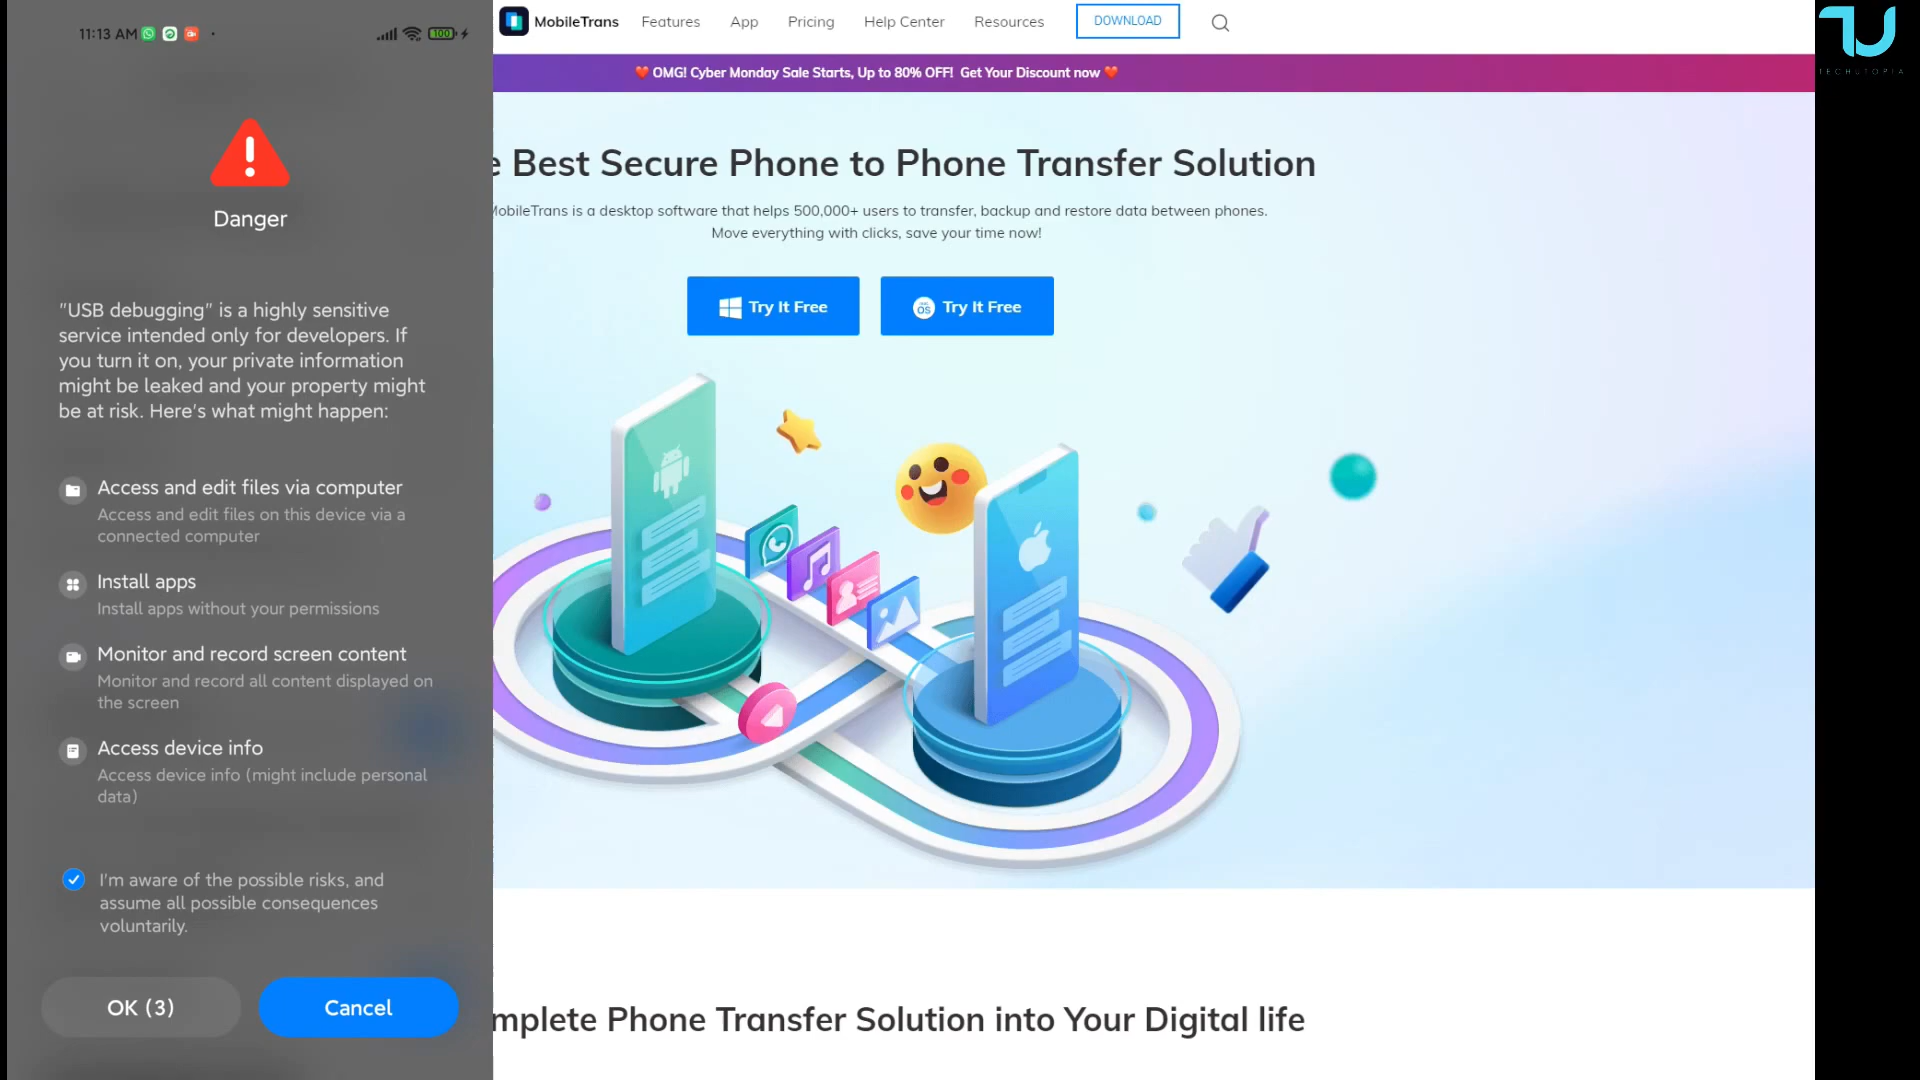 11:13 AM
100
Danger
"USB debugging" is a highly sensitive
service intended only for developers. If
you turn it on, your private information
might be leaked and your property might
be at risk. Here's what might happen:
Access and edit files via computer
Access and edit files on this device via a
connected computer
Install apps
Install apps without your permissions
Monitor and record screen content
Monitor and record all content displayed on
the screen
Access device info
Access device info (might include personal
data)
I'm aware of the possible risks, and
assume all possible consequences
voluntarily.
OK (3)
Cancel
MobileTrans
Features
App
Pricing
Help Center
Resources
DOWNLOAD
OMG! Cyber Monday Sale Starts, Up to 80% OFF! Get Your Discount now
e Best Secure Phone to Phone Transfer Solution
MobileTrans is a desktop software that helps 500,000+ users to transfer, backup and restore data between phones.
Move everything with clicks, save your time now!
Try It Free
macOS Try It Free
mplete Phone Transfer Solution into Your Digital life
TU
TECHUTOPIA